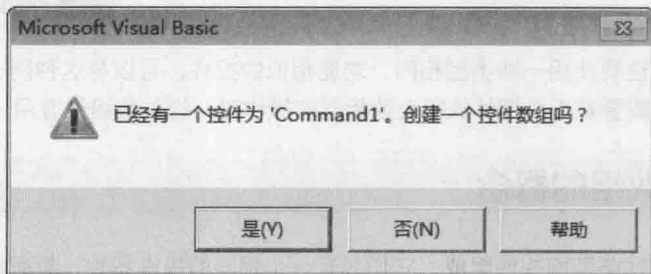 Microsoft Visual Basic
已经有一个控件为 'Command1'。创建一个控件数组吗？
是(Y)
否(N)
帮助